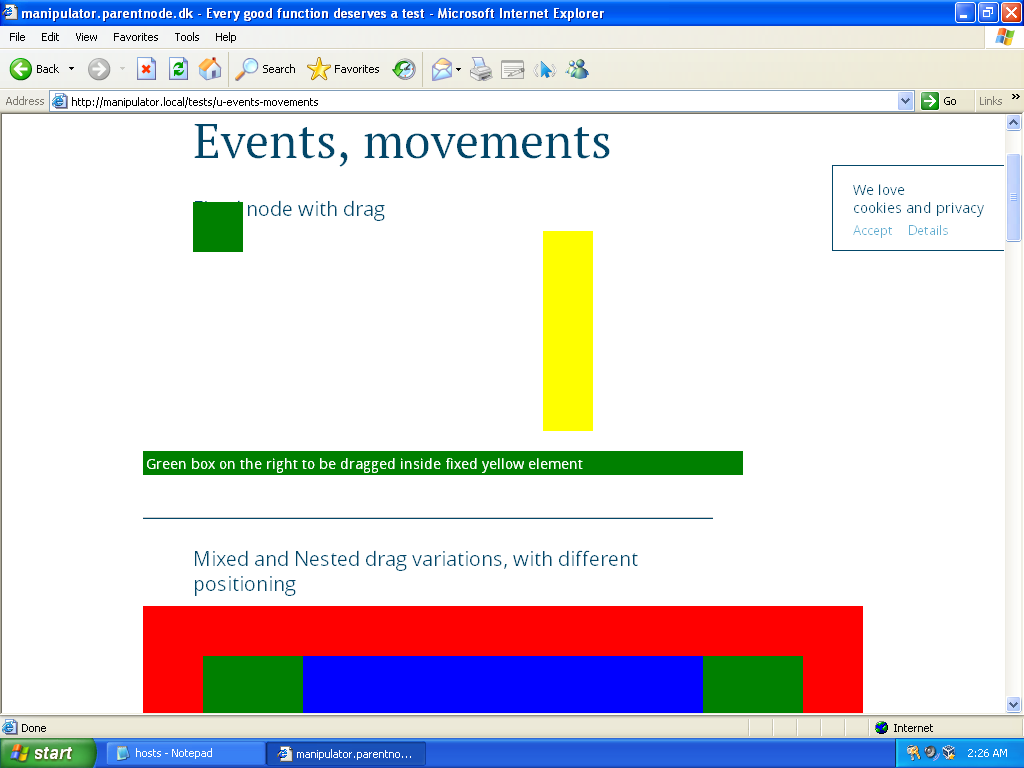 manipulator.parentnode.dk - Every good function deserves a test - Microsoft Internet Explorer
File Edit View Favorites Tools Help
Back Search Favorites
Address http://manipulator.local/tests/u-events-movements Go Links »
Events, movements
node with drag
We love
cookies and privacy
Accept Details
Green box on the right to be dragged inside fixed yellow element
Mixed and Nested drag variations, with different
positioning
Done Internet
start hosts - Notepad manipulator.parentno... 2:26 AM